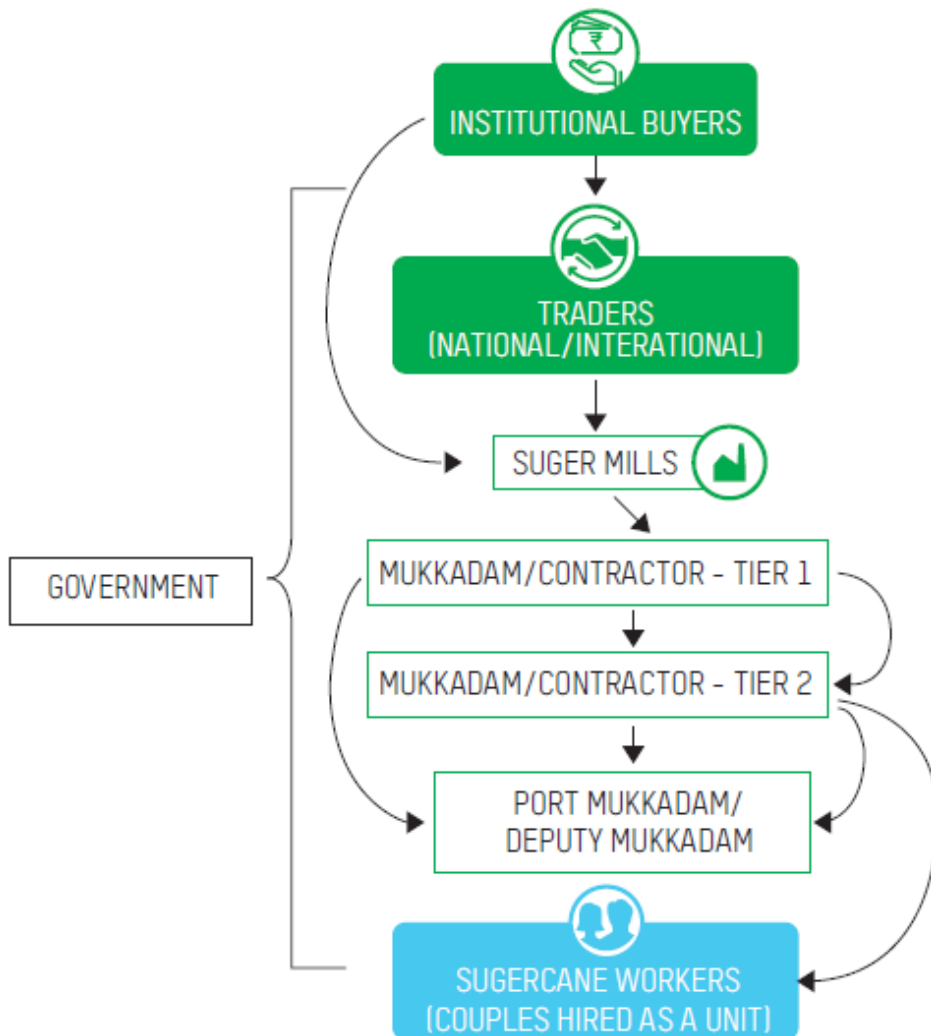 ₹
INSTITUTIONAL BUYERS
TRADERS
(NATIONAL/INTERATIONAL)
SUGER MILLS
MUKKADAM/CONTRACTOR - TIER 1
GOVERNMENT
MUKKADAM/CONTRACTOR - TIER 2
PORT MUKKADAM/
DEPUTY MUKKADAM
SUGERCANE WORKERS
(COUPLES HIRED AS A UNIT)